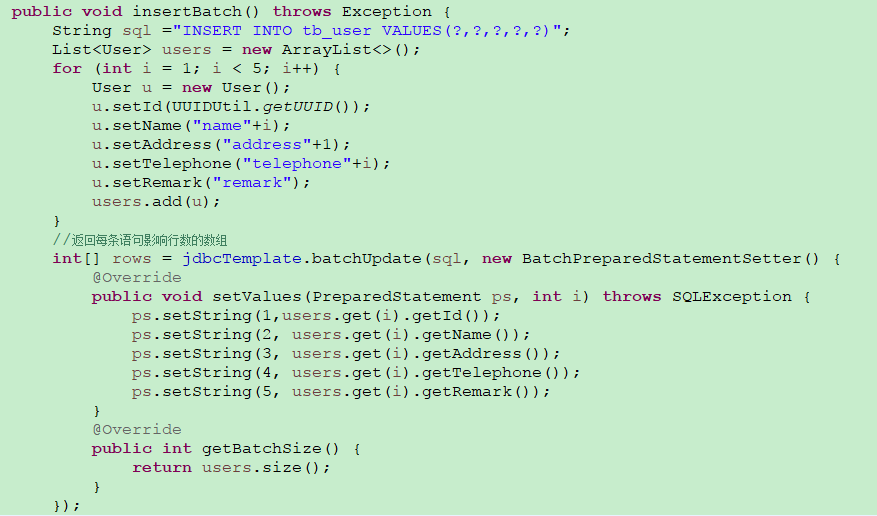 public void insertBatch() throws Exception {
    String sql ="INSERT INTO tb_user VALUES(?,?,?,?,?)";
    List<User> users = new ArrayList<>();
    for (int i = 1; i < 5; i++) {
        User u = new User();
        u.setId(UUIDUtil.getUUID());
        u.setName("name"+i);
        u.setAddress("address"+1);
        u.setTelephone("telephone"+i);
        u.setRemark("remark");
        users.add(u);
    }
    //返回每条语句影响行数的数组
    int[] rows = jdbcTemplate.batchUpdate(sql, new BatchPreparedStatementSetter() {
        @Override
        public void setValues(PreparedStatement ps, int i) throws SQLException {
            ps.setString(1,users.get(i).getId());
            ps.setString(2, users.get(i).getName());
            ps.setString(3, users.get(i).getAddress());
            ps.setString(4, users.get(i).getTelephone());
            ps.setString(5, users.get(i).getRemark());
        }
        @Override
        public int getBatchSize() {
            return users.size();
        }
    });